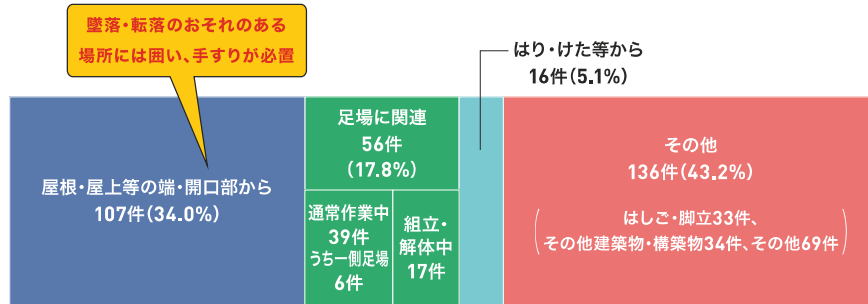 墜落・転落のおそれのある
場所には囲い、手すりが必置
はり・けた等から
16件(5.1%)
屋根・屋上等の端・開口部から
107件(34.0%)
足場に関連
56件
(17.8%)
通常作業中
39件
うち一側足場
6件
組立・
解体中
17件
その他
136件(43.2%)
(はしご・脚立33件、
その他建築物・構築物34件、その他69件)